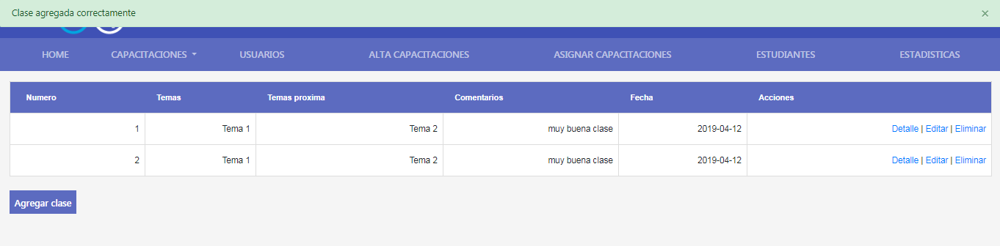 Clase agregada correctamente ×
HOME CAPACITACIONES USUARIOS ALTA CAPACITACIONES ASIGNAR CAPACITACIONES ESTUDIANTES ESTADISTICAS
Numero Temas Temas proxima Comentarios Fecha Acciones
1 Tema 1 Tema 2 muy buena clase 2019-04-12 Detalle | Editar | Eliminar
2 Tema 1 Tema 2 muy buena clase 2019-04-12 Detalle | Editar | Eliminar
Agregar clase